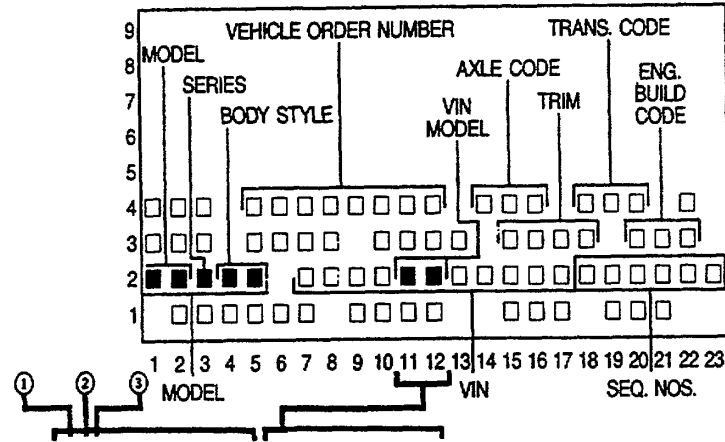 VEHICLE ORDER NUMBER TRANS. CODE
MODEL
SERIES
BODY STYLE
VIN
MODEL
AXLE CODE
TRIM
ENG.
BUILD
CODE
9
8
7
6
5
4
3
2
1
1 2 3 4 5 6 7 8 9 10 11 12 13 14 15 16 17 18 19 20 21 22 23
MODEL VIN SEQ. NOS.
1 2 3